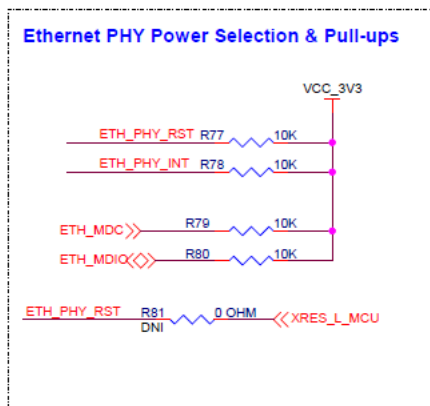 Ethernet PHY Power Selection & Pull-ups
VCC_3V3
ETH_PHY_RST R77 10K
ETH_PHY_INT R78 10K
ETH_MDC R79 10K
ETH_MDIO R80 10K
ETH_PHY_RST R81 0 OHM XRES_L_MCU
DNI